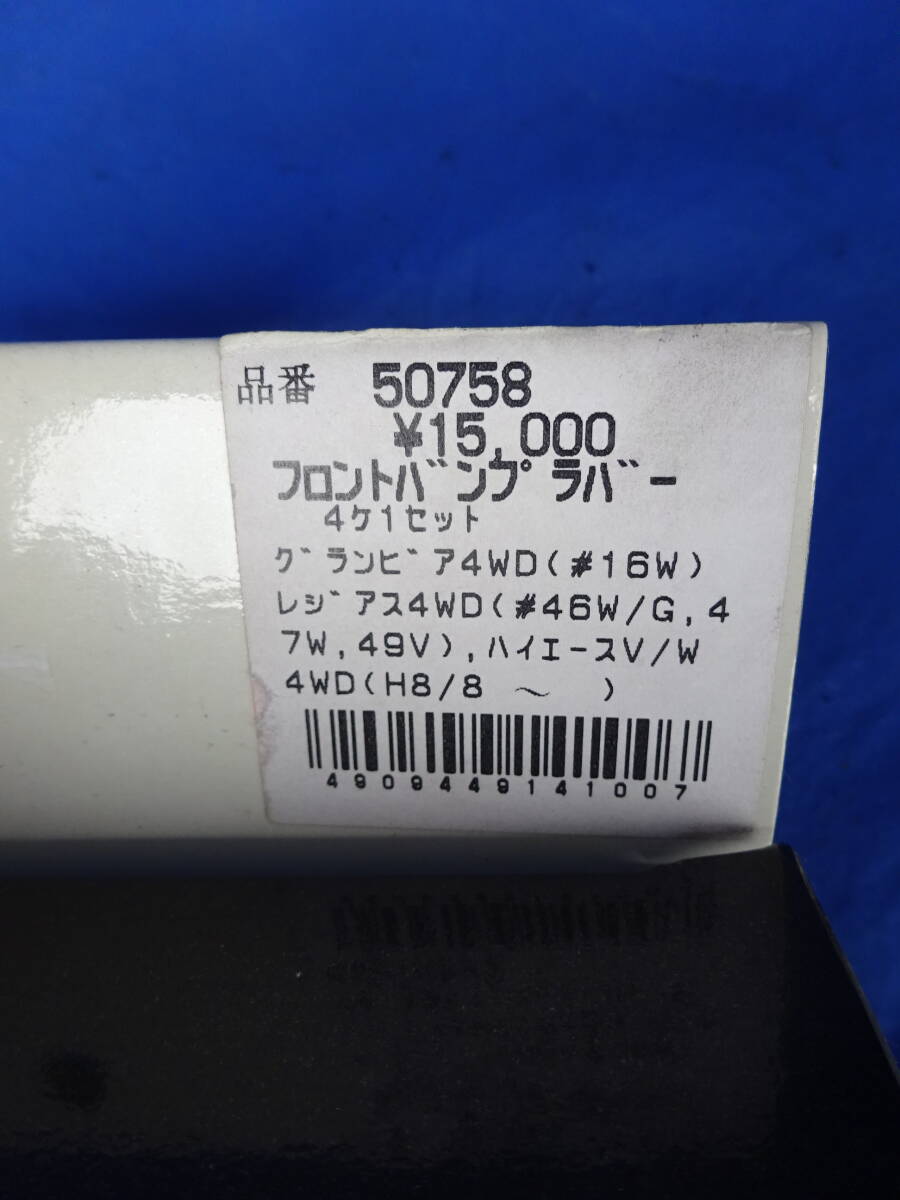 品番 50758
¥15,000
フロントバンプラバー
4ケ1セット
グランビア4WD(#16W)
レジアス4WD(#46W/G,4
7W,49V),ハイエースV/W
4WD(H8/8 ～ )
4909449141007